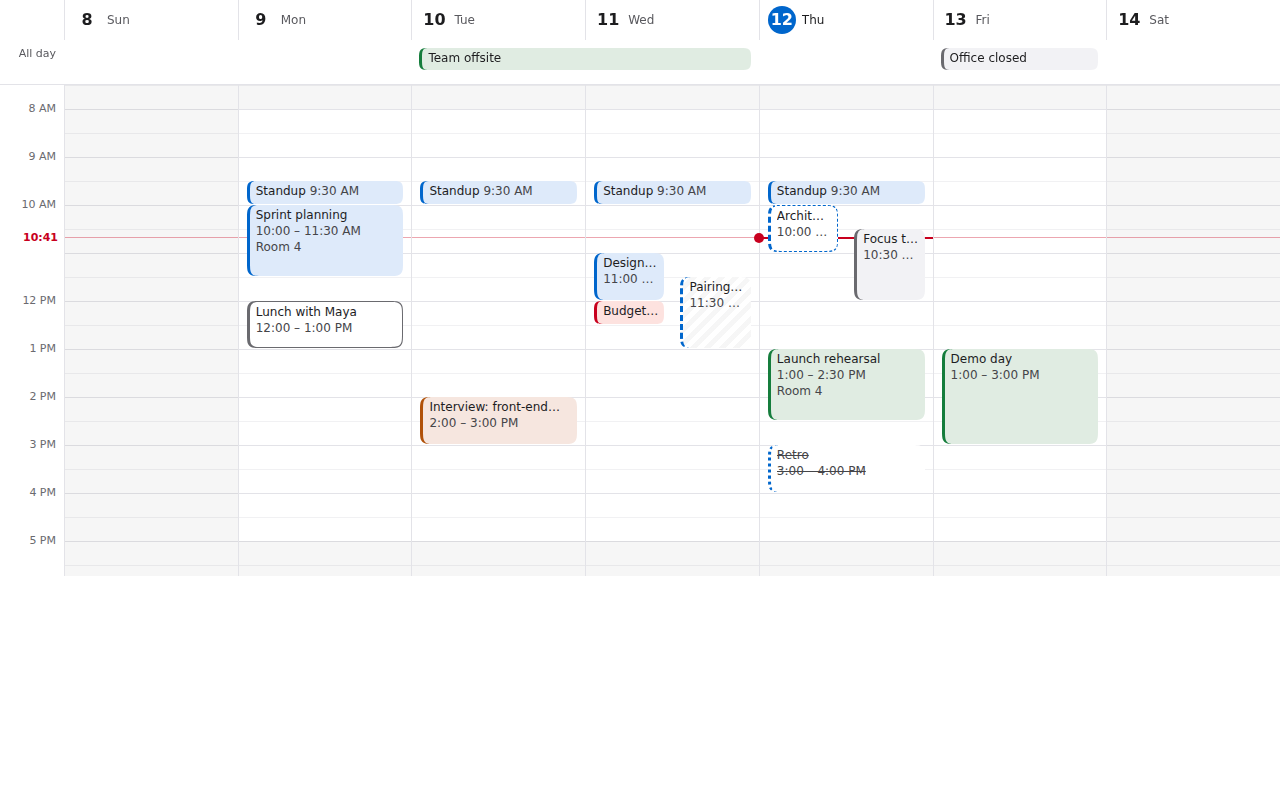 8 Sun
9 Mon
10 Tue
11 Wed
12 Thu
13 Fri
14 Sat
All day
Team offsite
Office closed
8 AM
9 AM
10 AM
10:41
12 PM
1 PM
2 PM
3 PM
4 PM
5 PM
Standup 9:30 AM
Sprint planning
10:00 – 11:30 AM
Room 4
Lunch with Maya
12:00 – 1:00 PM
Standup 9:30 AM
Interview: front-end…
2:00 – 3:00 PM
Standup 9:30 AM
Design…
11:00 …
Pairing…
11:30 …
Budget…
Standup 9:30 AM
Archit…
10:00 …
Focus t…
10:30 …
Launch rehearsal
1:00 – 2:30 PM
Room 4
Retro
3:00 – 4:00 PM
Demo day
1:00 – 3:00 PM